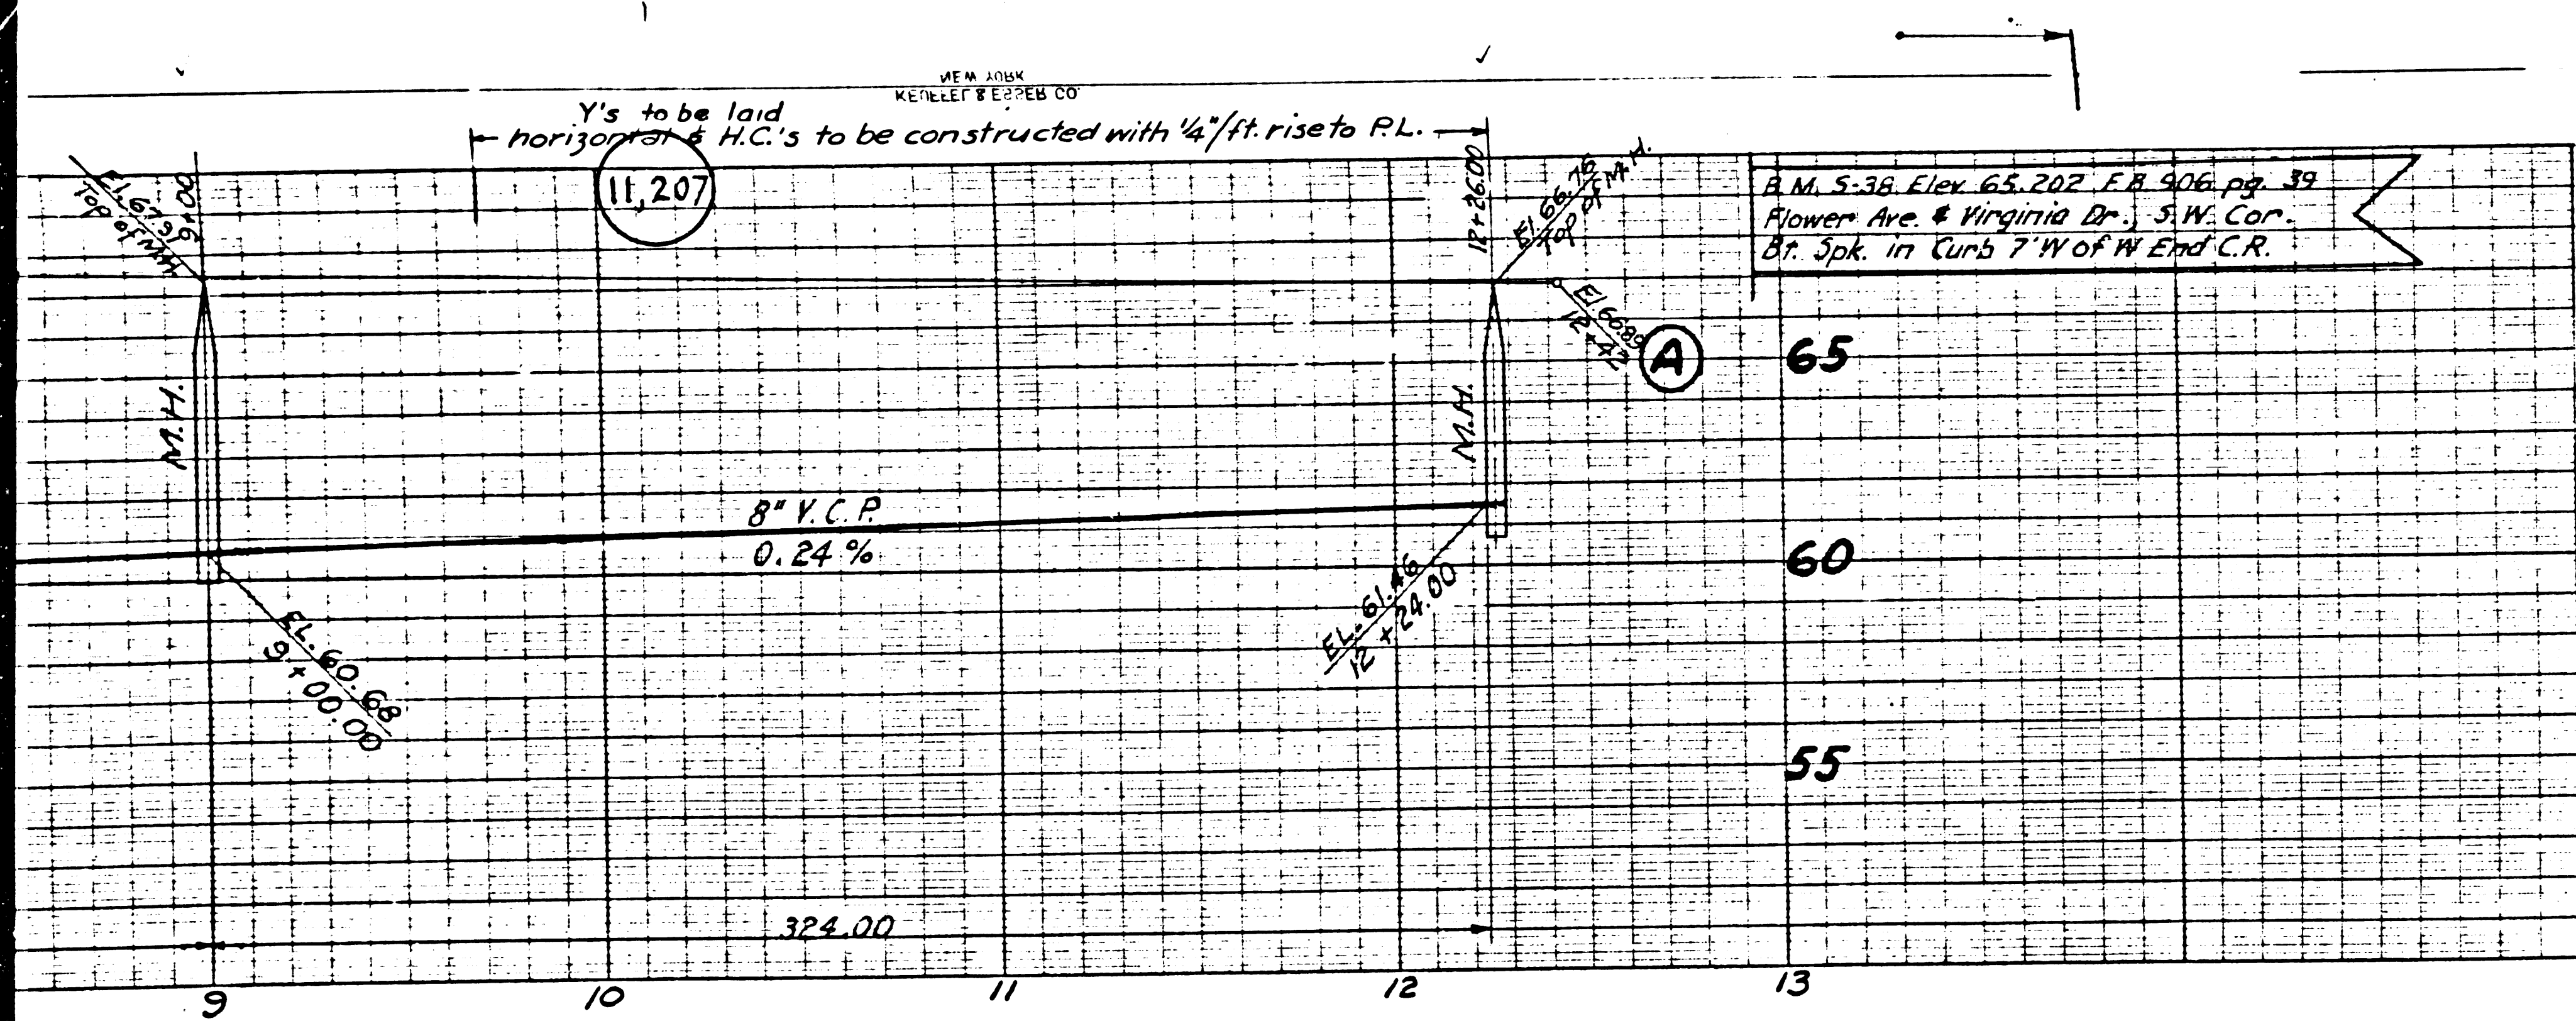 KEUFFEL & ESSER CO.
NEW YORK
Y's to be laid
horizontal & H.C.'s to be constructed with 1/4"/ft. rise to P.L.
11,207
9+00
Top of MH
12+26.00
El 66.76
Top of M.H.
B.M. S-38 Elev. 65.202 F.B. 906 pg. 39
Flower Ave. & Virginia Dr., S.W. Cor.
Bt. Spk. in Curb 7'W of W End C.R.
El 66.89
12+42
A
65
M.H.
M.H.
8" V.C.P.
0.24 %
60
EL. 60.68
9+00.00
.73
EL. 61.46
12+24.00
55
324.00
9
10
11
12
13